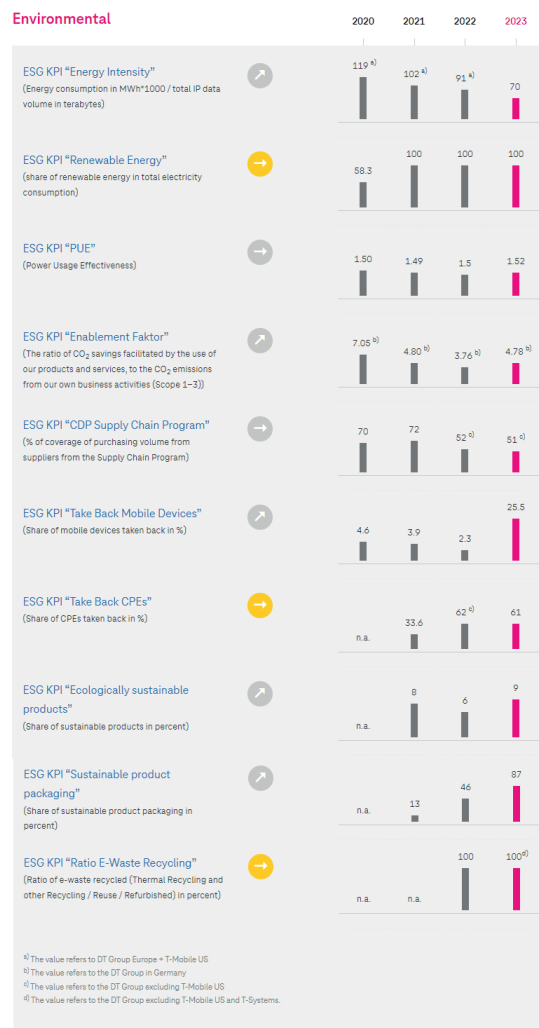 Environmental
2020 2021 2022 2023
ESG KPI “Energy Intensity”
(Energy consumption in MWh*1000 / total IP data
volume in terabytes)
119 a) 102 a) 91 a) 70
ESG KPI “Renewable Energy”
(share of renewable energy in total electricity
consumption)
58.3 100 100 100
ESG KPI “PUE”
(Power Usage Effectiveness)
1.50 1.49 1.5 1.52
ESG KPI “Enablement Faktor”
(The ratio of CO2 savings facilitated by the use of
our products and services, to the CO2 emissions
from our own business activities (Scope 1–3))
7.05 b) 4.80 b) 3.76 b) 4.78 b)
ESG KPI “CDP Supply Chain Program”
(% of coverage of purchasing volume from
suppliers from the Supply Chain Program)
70 72 52 c) 51 c)
ESG KPI “Take Back Mobile Devices”
(Share of mobile devices taken back in %)
4.6 3.9 2.3 25.5
ESG KPI “Take Back CPEs”
(Share of CPEs taken back in %)
n.a. 33.6 62 c) 61
ESG KPI “Ecologically sustainable
products”
(Share of sustainable products in percent)
n.a. 8 6 9
ESG KPI “Sustainable product
packaging”
(Share of sustainable product packaging in
percent)
n.a. 13 46 87
ESG KPI “Ratio E-Waste Recycling”
(Ratio of e-waste recycled (Thermal Recycling and
other Recycling / Reuse / Refurbished) in percent)
n.a. n.a. 100 100d)
a) The value refers to DT Group Europe + T-Mobile US
b) The value refers to the DT Group in Germany
c) The value refers to the DT Group excluding T-Mobile US
d) The value refers to the DT Group excluding T-Mobile US and T-Systems.